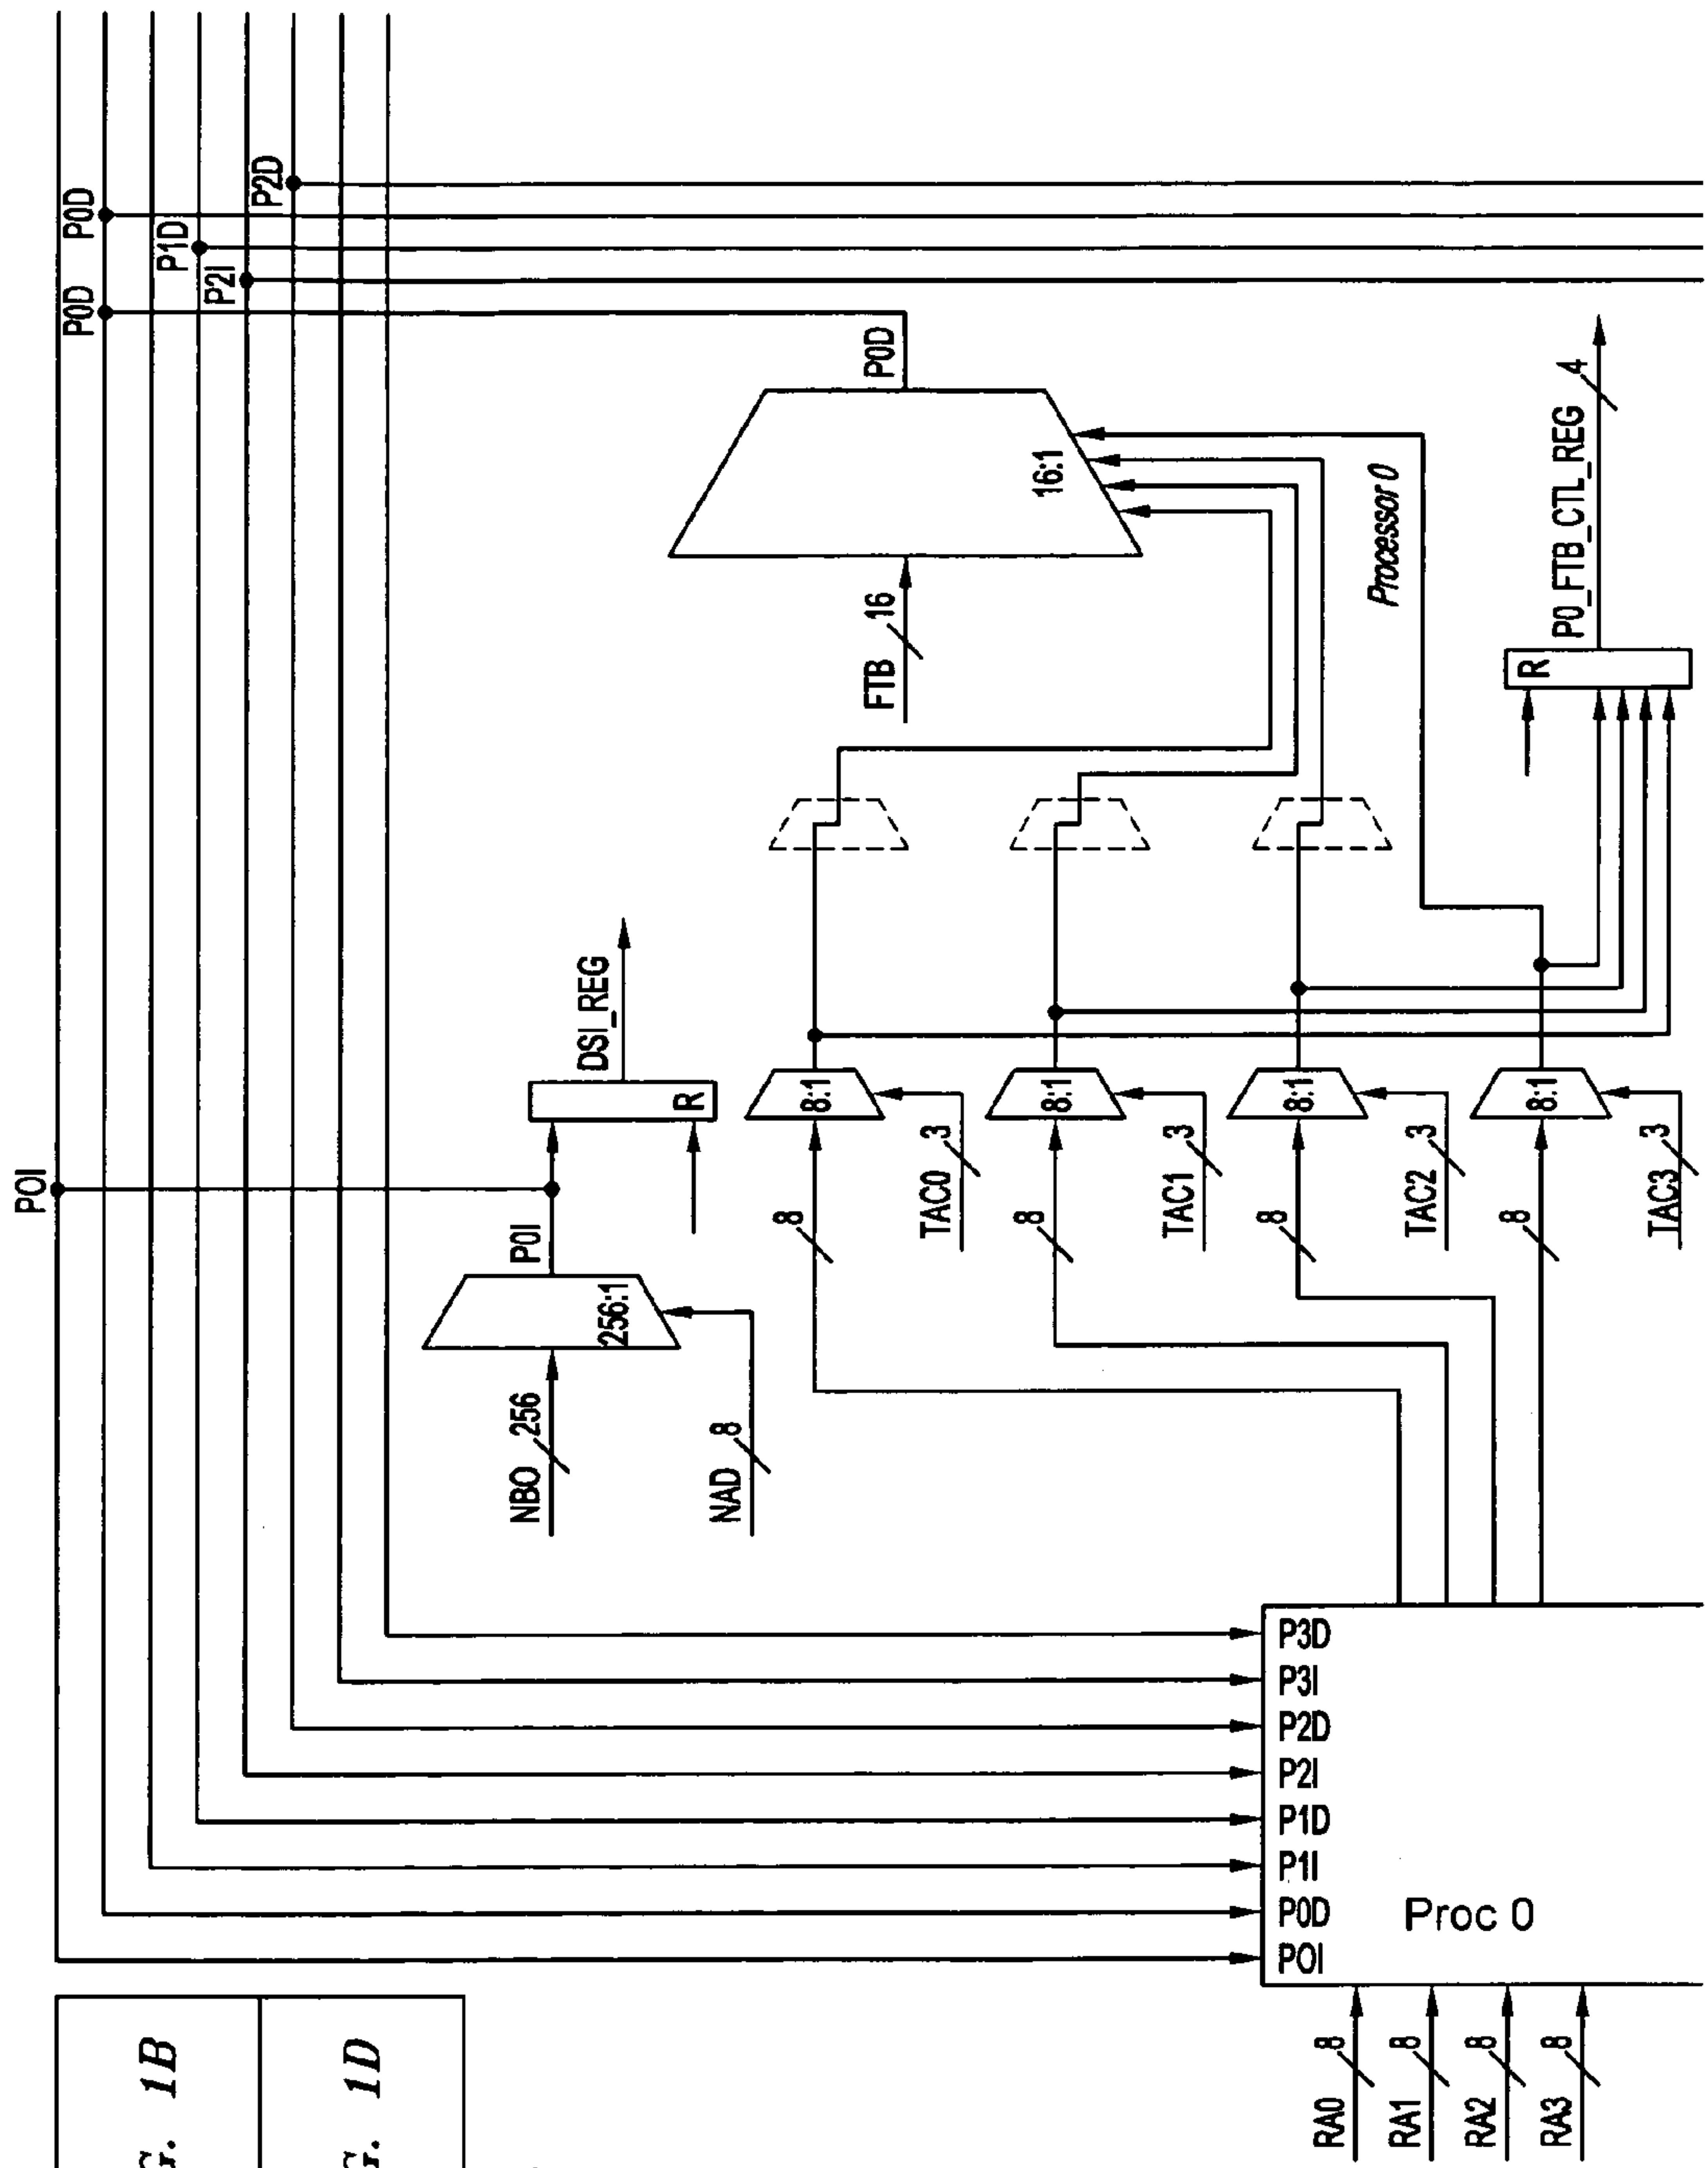 POI
P0D
P2I
P1D
P0D
P2D
NBO 256
256:1
P0I
NAD 8
R
DSI_REG
8
8:1
TAC0 3
8
8:1
TAC1 3
8
8:1
TAC2 3
8
8:1
TAC3 3
FTB 16
16:1
P0D
Processor 0
R
P0_FTB_CTL_REG 4
P3D
P3I
P2D
P2I
P1D
P1I
P0D
POI
Proc 0
RA0 8
RA1 8
RA2 8
RA3 8
G. 1B
G. 1D